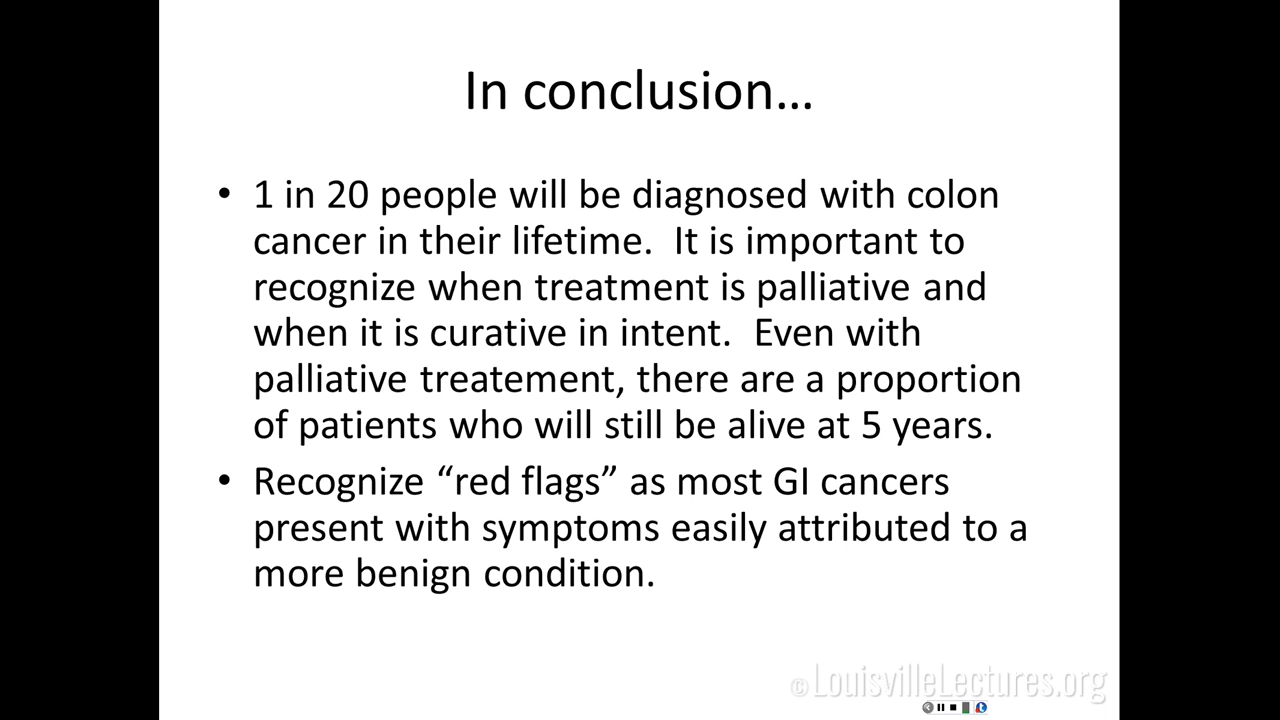 In conclusion...
• 1 in 20 people will be diagnosed with colon
cancer in their lifetime.  It is important to
recognize when treatment is palliative and
when it is curative in intent.  Even with
palliative treatement, there are a proportion
of patients who will still be alive at 5 years.
• Recognize “red flags” as most GI cancers
present with symptoms easily attributed to a
more benign condition.
©LouisvilleLectures.org